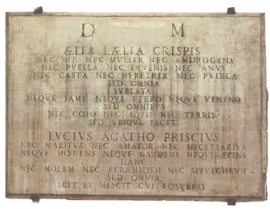 D M
ÆLIA LÆLIA CRISPIS
NEC VIR NEC MVLIER NEC ANDROGYNA
NEC PVELLA NEC IVVENIS NEC ANVS
NEC CASTA NEC MERETRIX NEC PVDICA
SED OMNIA
SVBLATA
NEQVE FAME NEQVE FERRO NEQVE VENENO
SED OMNIBVS
NEC COELO NEC AQVIS NEC TERRIS
SED VBIQVE IACET
LVCIVS AGATHO PRISCIVS
NEC MARITVS NEC AMATOR NEC NECESSARIVS
NEQVE MOERENS NEQVE GAVDENS NEQVE FLENS
HANC
NEC MOLEM NEC PYRAMIDEM NEC SEPVLCHRVM
SED OMNIA
SCIT ET NESCIT CVI POSVERIT